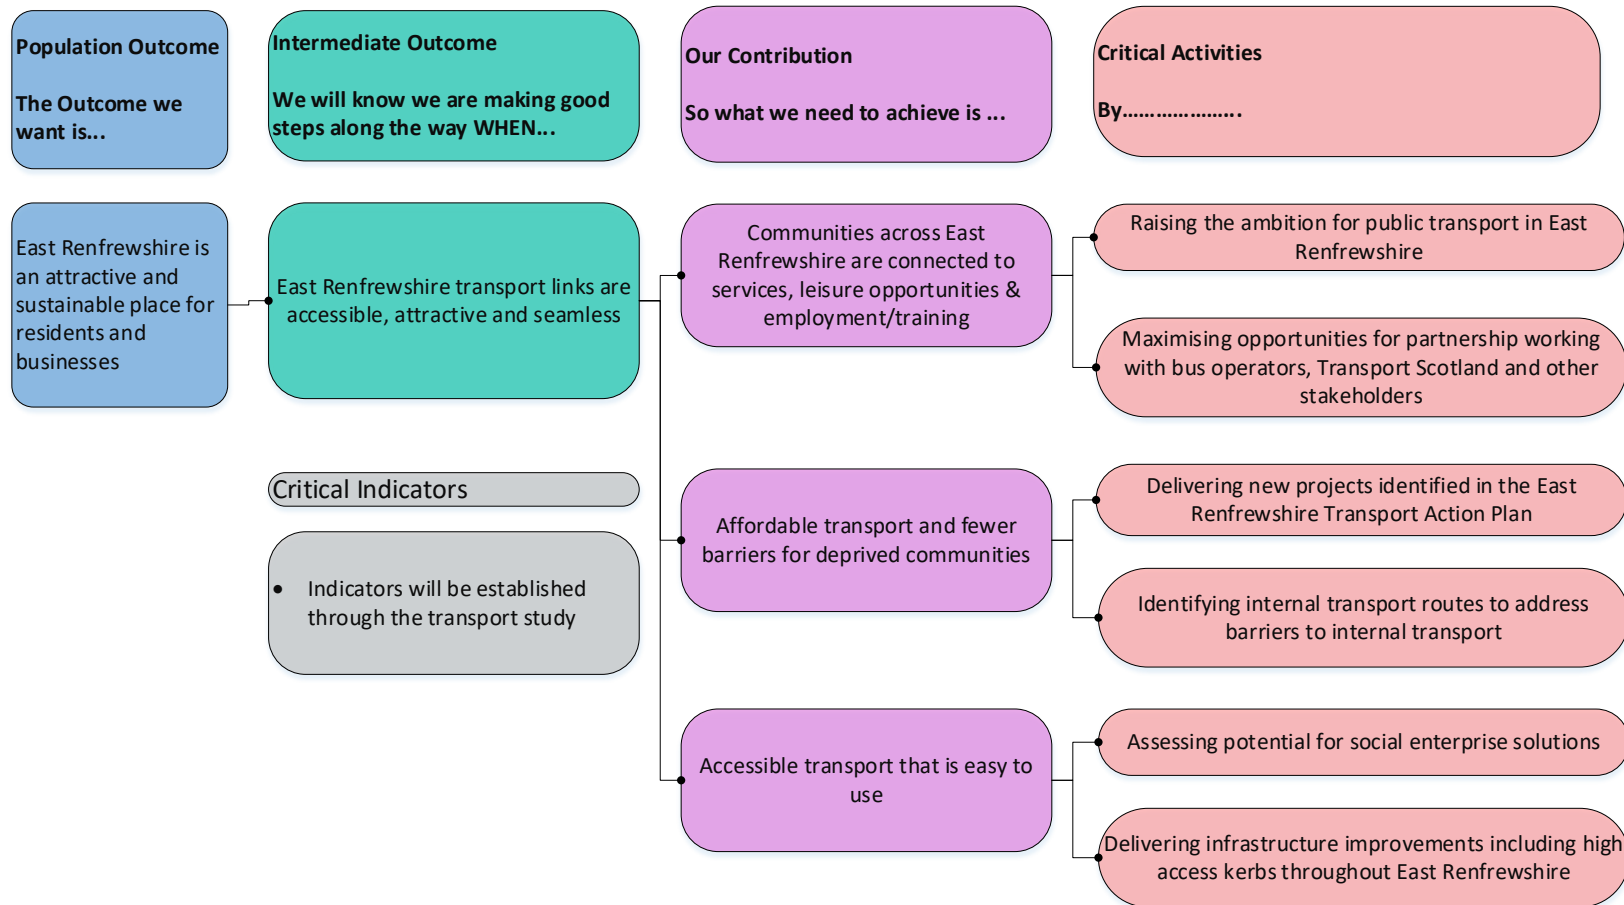 Population Outcome
The Outcome we
want is...
Intermediate Outcome
We will know we are making good
steps along the way WHEN...
Our Contribution
So what we need to achieve is ...
Critical Activities
By.....................
East Renfrewshire is
an attractive and
sustainable place for
residents and
businesses
East Renfrewshire transport links are
accessible, attractive and seamless
Critical Indicators
• Indicators will be established
through the transport study
Communities across East
Renfrewshire are connected to
services, leisure opportunities &
employment/training
Raising the ambition for public transport in East
Renfrewshire
Maximising opportunities for partnership working
with bus operators, Transport Scotland and other
stakeholders
Affordable transport and fewer
barriers for deprived communities
Delivering new projects identified in the East
Renfrewshire Transport Action Plan
Identifying internal transport routes to address
barriers to internal transport
Accessible transport that is easy to
use
Assessing potential for social enterprise solutions
Delivering infrastructure improvements including high
access kerbs throughout East Renfrewshire